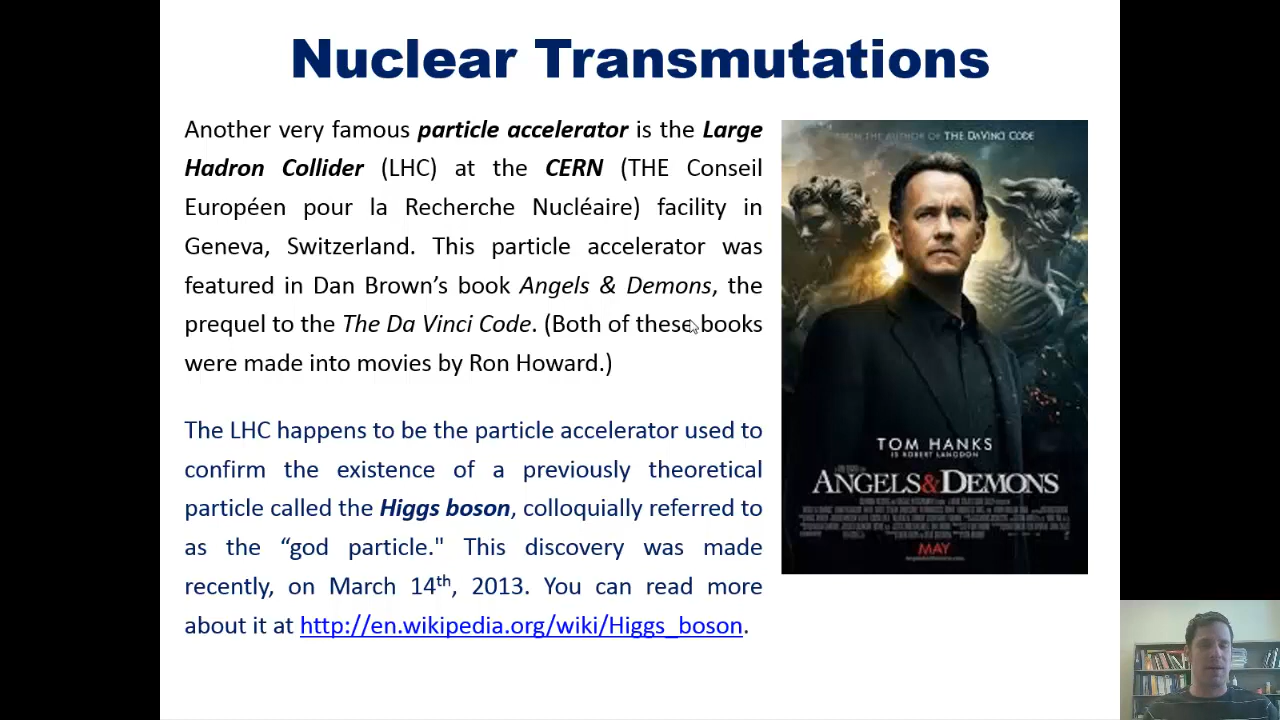 Nuclear Transmutations
Another very famous particle accelerator is the Large
Hadron Collider (LHC) at the CERN (THE Conseil
Européen pour la Recherche Nucléaire) facility in
Geneva, Switzerland. This particle accelerator was
featured in Dan Brown’s book Angels & Demons, the
prequel to the The Da Vinci Code. (Both of these books
were made into movies by Ron Howard.)
The LHC happens to be the particle accelerator used to
confirm the existence of a previously theoretical
particle called the Higgs boson, colloquially referred to
as the “god particle." This discovery was made
recently, on March 14th, 2013. You can read more
about it at http://en.wikipedia.org/wiki/Higgs_boson.
FROM THE AUTHOR OF THE DAVINCI CODE
TOM HANKS
IS ROBERT LANGDON
ANGELS & DEMONS
MAY